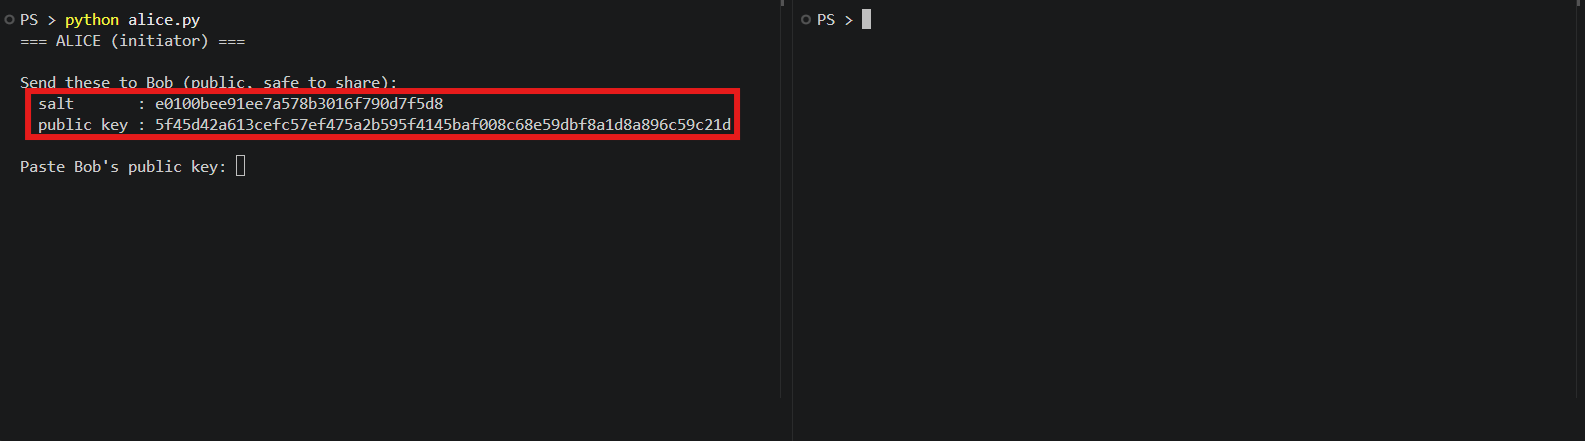 PS > python alice.py
=== ALICE (initiator) ===
Send these to Bob (public, safe to share):
salt       : e0100bee91ee7a578b3016f790d7f5d8
public key : 5f45d42a613cefc57ef475a2b595f4145baf008c68e59dbf8a1d8a896c59c21d
Paste Bob's public key:
PS >